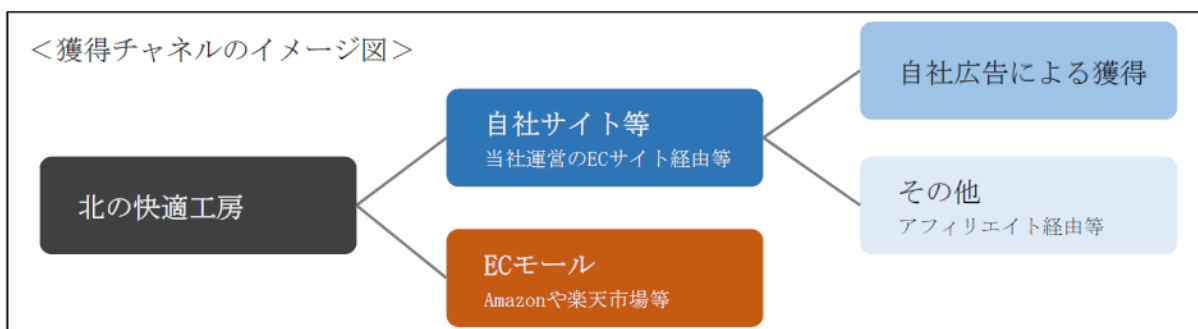 ＜獲得チャネルのイメージ図＞
北の快適工房
自社サイト等
当社運営のECサイト経由等
ECモール
Amazonや楽天市場等
自社広告による獲得
その他
アフィリエイト経由等